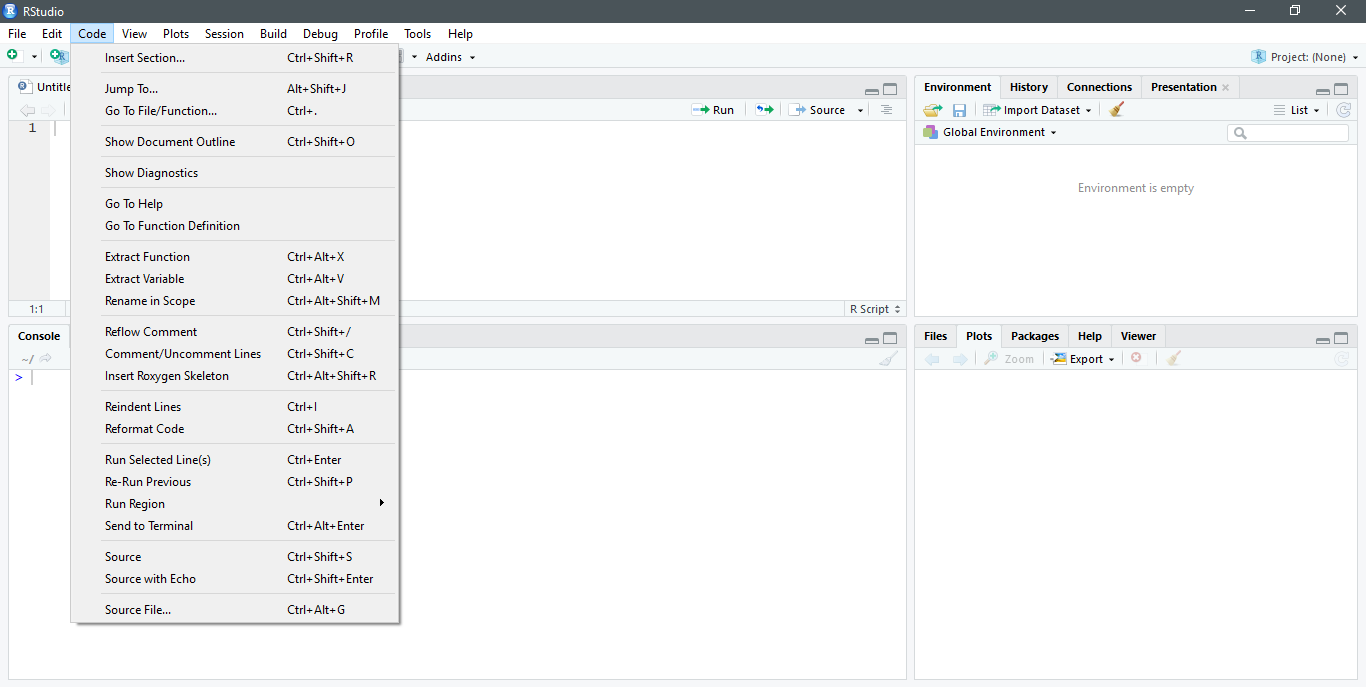 RStudio
File Edit Code View Plots Session Build Debug Profile Tools Help
Addins
Project: (None)
Insert Section... Ctrl+Shift+R
Jump To... Alt+Shift+J
Go To File/Function... Ctrl+.
Show Document Outline Ctrl+Shift+O
Show Diagnostics
Go To Help
Go To Function Definition
Extract Function Ctrl+Alt+X
Extract Variable Ctrl+Alt+V
Rename in Scope Ctrl+Alt+Shift+M
Reflow Comment Ctrl+Shift+/
Comment/Uncomment Lines Ctrl+Shift+C
Insert Roxygen Skeleton Ctrl+Alt+Shift+R
Reindent Lines Ctrl+I
Reformat Code Ctrl+Shift+A
Run Selected Line(s) Ctrl+Enter
Re-Run Previous Ctrl+Shift+P
Run Region
Send to Terminal Ctrl+Alt+Enter
Source Ctrl+Shift+S
Source with Echo Ctrl+Shift+Enter
Source File... Ctrl+Alt+G
Untitle
Run Source
1
1:1 R Script
Console
~/
>
Environment History Connections Presentation
Import Dataset List
Global Environment
Environment is empty
Files Plots Packages Help Viewer
Zoom Export